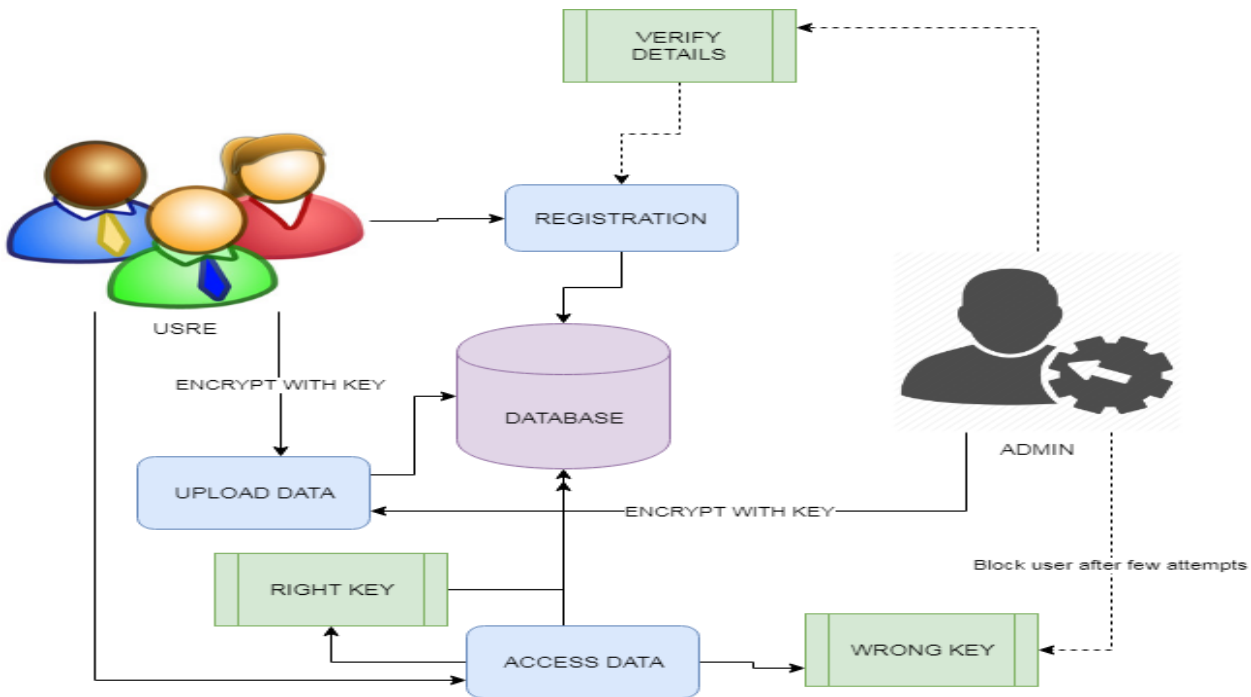 VERIFY
DETAILS
REGISTRATION
USRE
ENCRYPT WITH KEY
DATABASE
ADMIN
UPLOAD DATA
ENCRYPT WITH KEY
Block user after few attempts
RIGHT KEY
WRONG KEY
ACCESS DATA